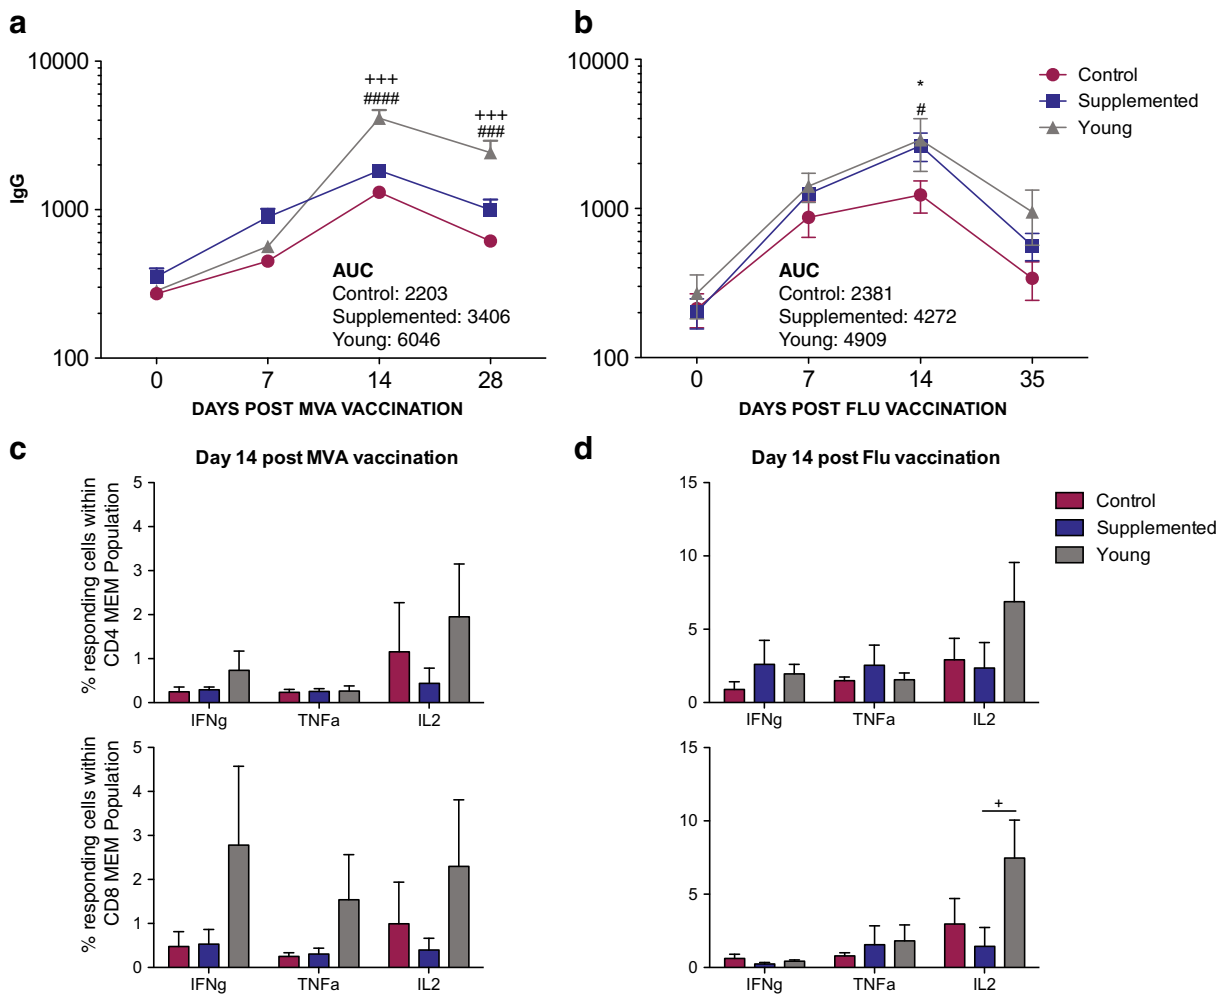 a
10000
1000
100
IgG
+++
####
+++
###
AUC
Control: 2203
Supplemented: 3406
Young: 6046
0 7 14 28
DAYS POST MVA VACCINATION
b
10000
1000
100
*
#
AUC
Control: 2381
Supplemented: 4272
Young: 4909
0 7 14 35
DAYS POST FLU VACCINATION
Control
Supplemented
Young
c
Day 14 post MVA vaccination
% responding cells within
CD4 MEM Population
5
4
3
2
1
0
IFNg TNFa IL2
% responding cells within
CD8 MEM Population
5
4
3
2
1
0
IFNg TNFa IL2
d
Day 14 post Flu vaccination
15
10
5
0
IFNg TNFa IL2
Control
Supplemented
Young
15
10
5
0
+
IFNg TNFa IL2